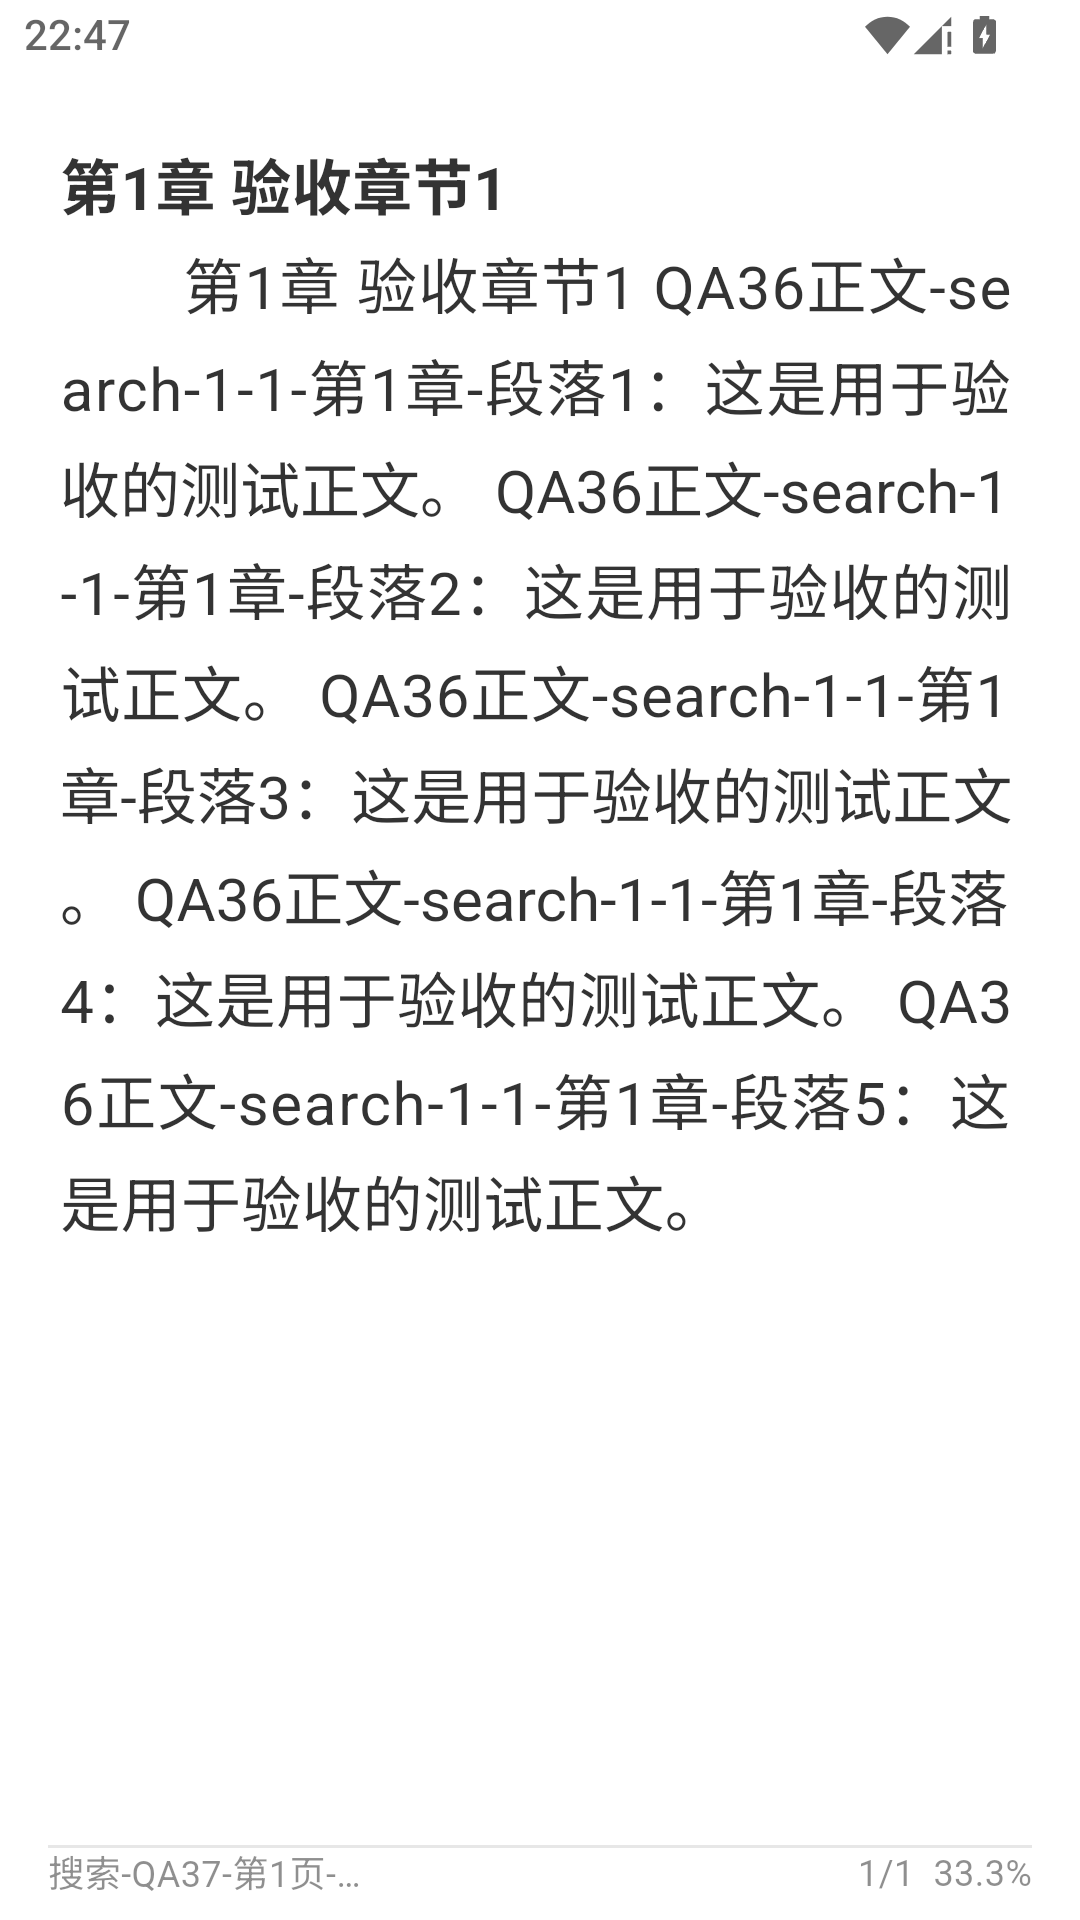 22:47
第1章 验收章节1
第1章 验收章节1 QA36正文-se
arch-1-1-第1章-段落1：这是用于验
收的测试正文。 QA36正文-search-1
-1-第1章-段落2：这是用于验收的测
试正文。 QA36正文-search-1-1-第1
章-段落3：这是用于验收的测试正文
。 QA36正文-search-1-1-第1章-段落
4：这是用于验收的测试正文。 QA3
6正文-search-1-1-第1章-段落5：这
是用于验收的测试正文。
搜索-QA37-第1页-... 1/1 33.3%